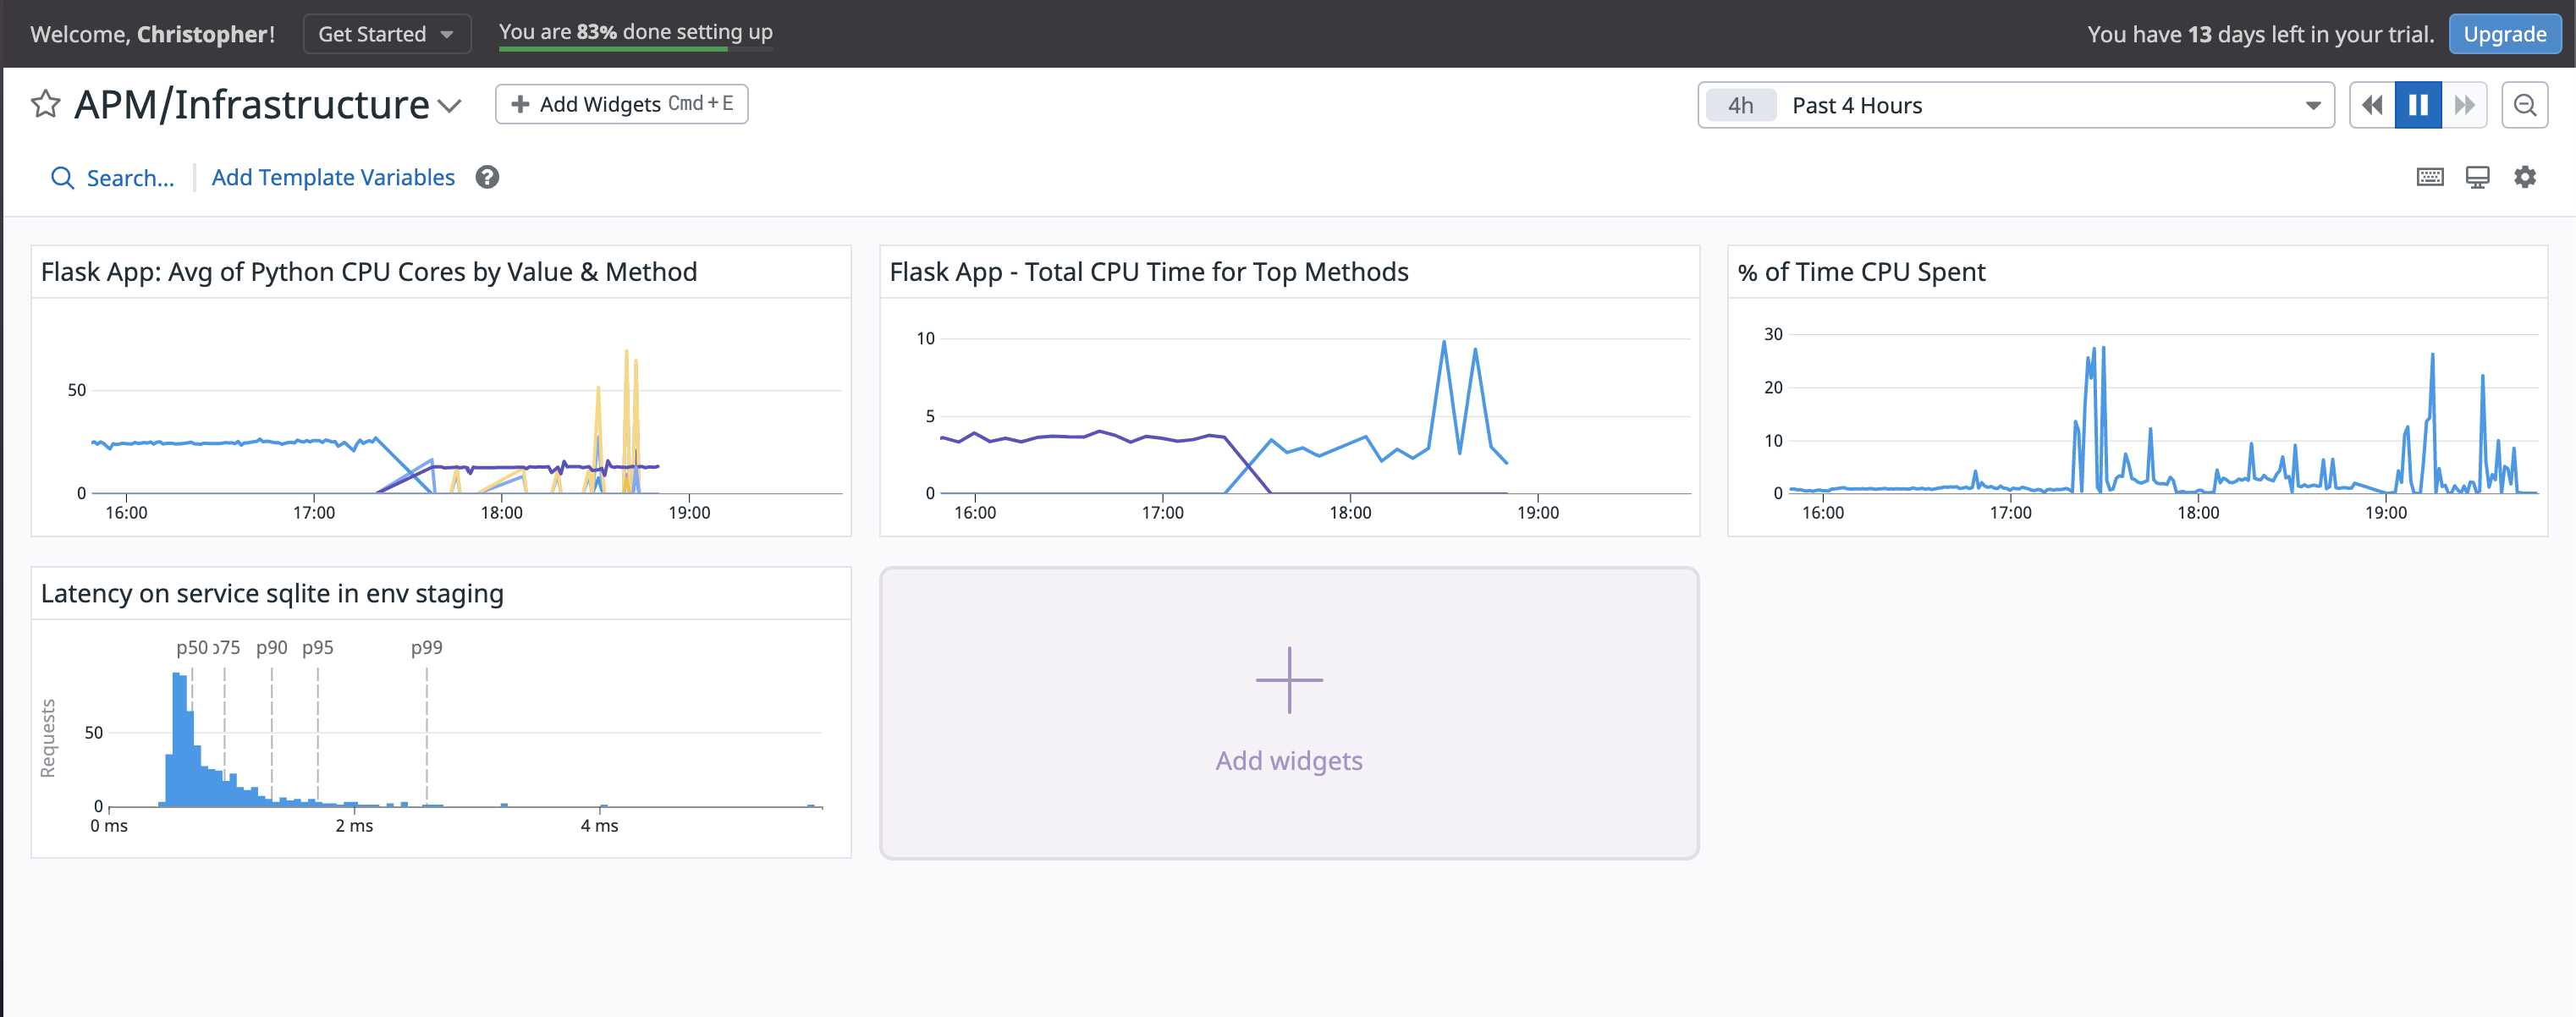 Welcome, Christopher!
Get Started
You are 83% done setting up
You have 13 days left in your trial.
Upgrade
APM/Infrastructure
Add Widgets Cmd+E
4h Past 4 Hours
Search...
Add Template Variables
?
Flask App: Avg of Python CPU Cores by Value & Method
50
0
16:00 17:00 18:00 19:00
Flask App - Total CPU Time for Top Methods
10
5
0
16:00 17:00 18:00 19:00
% of Time CPU Spent
30
20
10
0
16:00 17:00 18:00 19:00
Latency on service sqlite in env staging
p50 p75 p90 p95 p99
Requests
50
0
0 ms 2 ms 4 ms
Add widgets